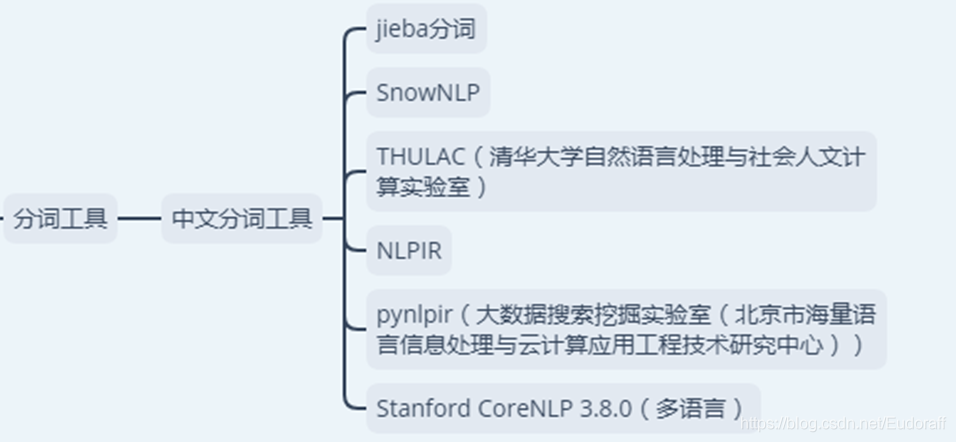 jieba分词
SnowNLP
THULAC（清华大学自然语言处理与社会人文计
算实验室）
分词工具
中文分词工具
NLPIR
pynlpir（大数据搜索挖掘实验室（北京市海量语
言信息处理与云计算应用工程技术研究中心））
Stanford CoreNLP 3.8.0（多语言）
https://blog.csdn.net/Eudoraff